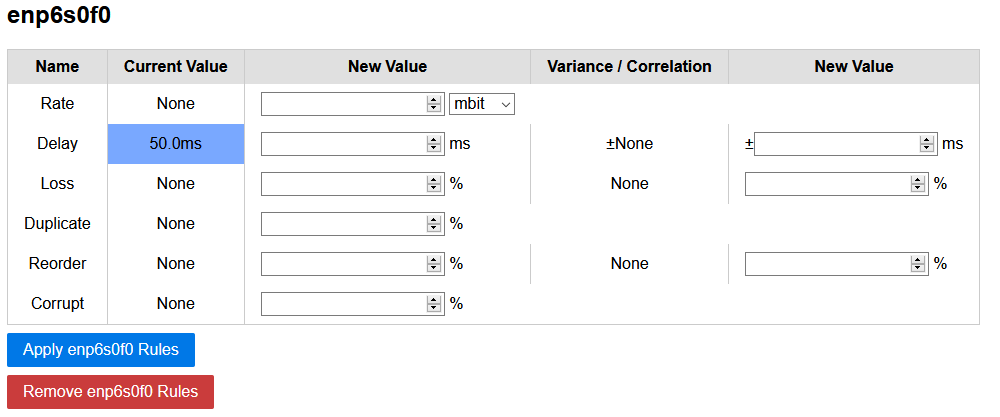 enp6s0f0
Name Current Value New Value Variance / Correlation New Value
Rate None mbit
Delay 50.0ms ms ±None ± ms
Loss None % None %
Duplicate None %
Reorder None % None %
Corrupt None %
Apply enp6s0f0 Rules
Remove enp6s0f0 Rules